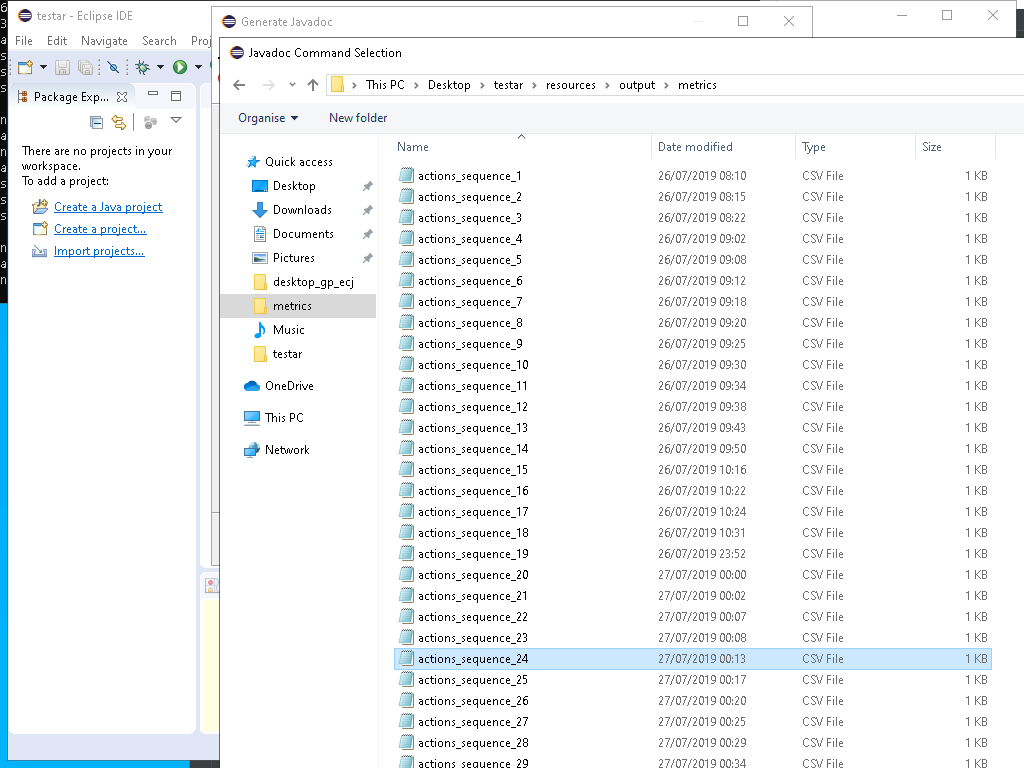 testar - Eclipse IDE
File Edit Navigate Search Proj
Package Exp...
There are no projects in your
workspace.
To add a project:
Create a Java project
Create a project...
Import projects...
Generate Javadoc
Javadoc Command Selection
This PC > Desktop > testar > resources > output > metrics
Organise New folder
Quick access
Desktop
Downloads
Documents
Pictures
desktop_gp_ecj
metrics
Music
testar
OneDrive
This PC
Network
Name Date modified Type Size
actions_sequence_1 26/07/2019 08:10 CSV File 1 KB
actions_sequence_2 26/07/2019 08:15 CSV File 1 KB
actions_sequence_3 26/07/2019 08:22 CSV File 1 KB
actions_sequence_4 26/07/2019 09:02 CSV File 1 KB
actions_sequence_5 26/07/2019 09:08 CSV File 1 KB
actions_sequence_6 26/07/2019 09:12 CSV File 1 KB
actions_sequence_7 26/07/2019 09:18 CSV File 1 KB
actions_sequence_8 26/07/2019 09:20 CSV File 1 KB
actions_sequence_9 26/07/2019 09:25 CSV File 1 KB
actions_sequence_10 26/07/2019 09:30 CSV File 1 KB
actions_sequence_11 26/07/2019 09:34 CSV File 1 KB
actions_sequence_12 26/07/2019 09:38 CSV File 1 KB
actions_sequence_13 26/07/2019 09:43 CSV File 1 KB
actions_sequence_14 26/07/2019 09:50 CSV File 1 KB
actions_sequence_15 26/07/2019 10:16 CSV File 1 KB
actions_sequence_16 26/07/2019 10:22 CSV File 1 KB
actions_sequence_17 26/07/2019 10:24 CSV File 1 KB
actions_sequence_18 26/07/2019 10:31 CSV File 1 KB
actions_sequence_19 26/07/2019 23:52 CSV File 1 KB
actions_sequence_20 27/07/2019 00:00 CSV File 1 KB
actions_sequence_21 27/07/2019 00:02 CSV File 1 KB
actions_sequence_22 27/07/2019 00:07 CSV File 1 KB
actions_sequence_23 27/07/2019 00:08 CSV File 1 KB
actions_sequence_24 27/07/2019 00:13 CSV File 1 KB
actions_sequence_25 27/07/2019 00:17 CSV File 1 KB
actions_sequence_26 27/07/2019 00:20 CSV File 1 KB
actions_sequence_27 27/07/2019 00:25 CSV File 1 KB
actions_sequence_28 27/07/2019 00:29 CSV File 1 KB
actions_sequence_29 27/07/2019 00:34 CSV File 1 KB